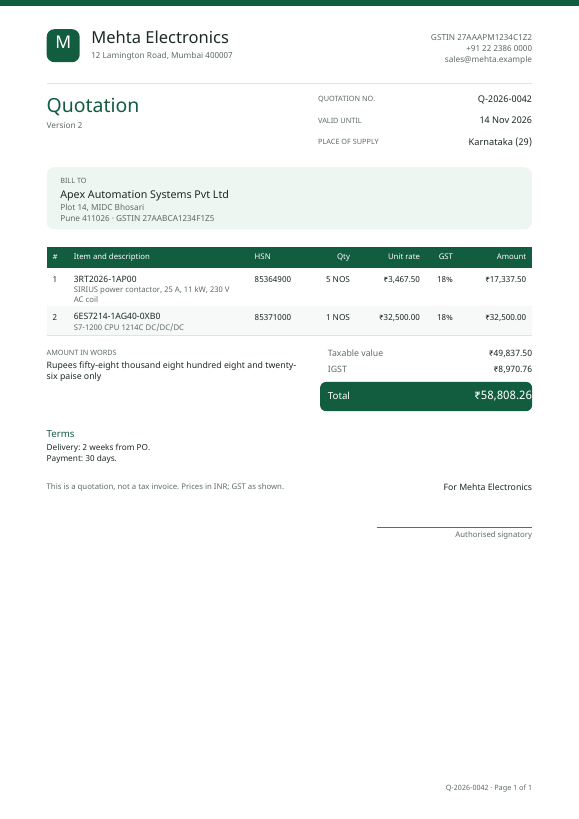 M
Mehta Electronics
12 Lamington Road, Mumbai 400007
GSTIN 27AAAPM1234C1Z2
+91 22 2386 0000
sales@mehta.example
Quotation
Version 2
QUOTATION NO. Q-2026-0042
VALID UNTIL 14 Nov 2026
PLACE OF SUPPLY Karnataka (29)
BILL TO
Apex Automation Systems Pvt Ltd
Plot 14, MIDC Bhosari
Pune 411026 · GSTIN 27AABCA1234F1Z5
# Item and description HSN Qty Unit rate GST Amount
1 3RT2026-1AP00 85364900 5 NOS ₹3,467.50 18% ₹17,337.50
SIRIUS power contactor, 25 A, 11 kW, 230 V
AC coil
2 6ES7214-1AG40-0XB0 85371000 1 NOS ₹32,500.00 18% ₹32,500.00
S7-1200 CPU 1214C DC/DC/DC
AMOUNT IN WORDS
Rupees fifty-eight thousand eight hundred eight and twenty-
six paise only
Taxable value ₹49,837.50
IGST ₹8,970.76
Total ₹58,808.26
Terms
Delivery: 2 weeks from PO.
Payment: 30 days.
This is a quotation, not a tax invoice. Prices in INR; GST as shown.
For Mehta Electronics
Authorised signatory
Q-2026-0042 · Page 1 of 1